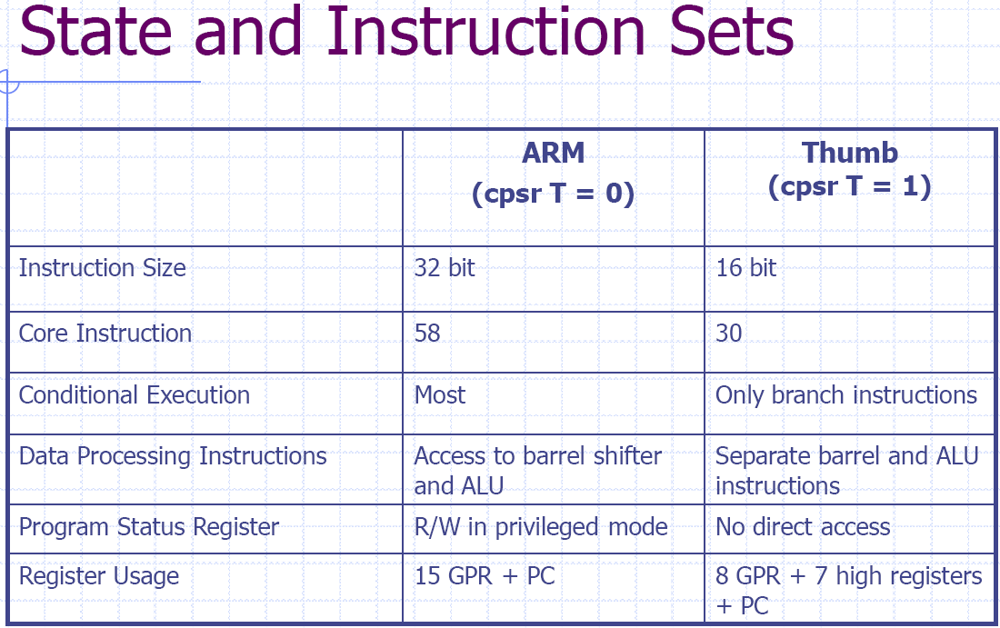 State and Instruction Sets
ARM
(cpsr T = 0)
Thumb
(cpsr T = 1)
Instruction Size
32 bit
16 bit
Core Instruction
58
30
Conditional Execution
Most
Only branch instructions
Data Processing Instructions
Access to barrel shifter
and ALU
Separate barrel and ALU
instructions
Program Status Register
R/W in privileged mode
No direct access
Register Usage
15 GPR + PC
8 GPR + 7 high registers
+ PC